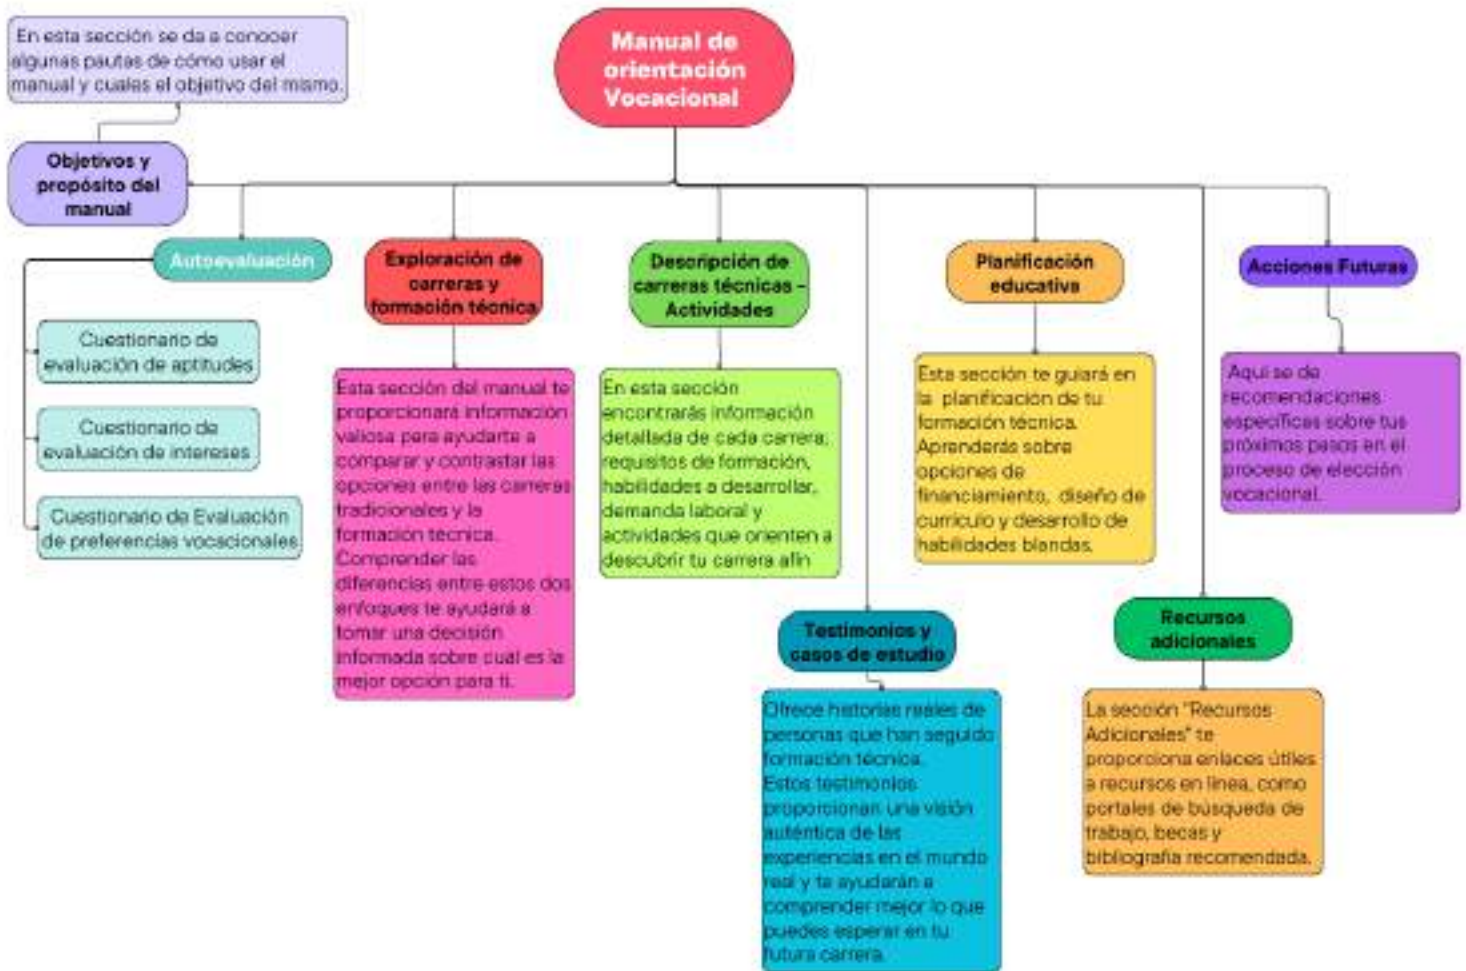 Manual de
orientación
Vocacional
En esta sección se da a conocer
algunas pautas de cómo usar el
manual y cuales el objetivo del mismo.
Objetivos y
propósito del
manual
Autoevaluación
Cuestionario de
evaluación de aptitudes
Cuestionario de
evaluación de intereses
Cuestionario de Evaluación
de preferencias vocacionales
Exploración de
carreras y
formación técnica
Esta sección del manual te
proporcionará información
valiosa para ayudarte a
comparar y contrastar las
opciones entre las carreras
tradicionales y la
formación técnica.
Comprender las
diferencias entre estos dos
enfoques te ayudará a
tomar una decisión
informada sobre cuál es la
mejor opción para ti.
Descripción de
carreras técnicas -
Actividades
En esta sección
encontrarás información
detallada de cada carrera;
requisitos de formación,
habilidades a desarrollar,
demanda laboral y
actividades que orienten a
descubrir tu carrera afín
Planificación
educativa
Esta sección te guiará en
la planificación de tu
formación técnica.
Aprenderás sobre
opciones de
financiamiento, diseño de
currículo y desarrollo de
habilidades blandas.
Acciones Futuras
Aquí se da
recomendaciones
específicas sobre tus
próximos pasos en el
proceso de elección
vocacional.
Testimonios y
casos de estudio
Ofrece historias reales de
personas que han seguido
formación técnica.
Estos testimonios
proporcionan una visión
auténtica de las
experiencias en el mundo
real y te ayudarán a
comprender mejor lo que
puedes esperar en tu
futura carrera.
Recursos
adicionales
La sección "Recursos
Adicionales" te
proporciona enlaces útiles
a recursos en línea, como
portales de búsqueda de
trabajo, becas y
bibliografía recomendada.